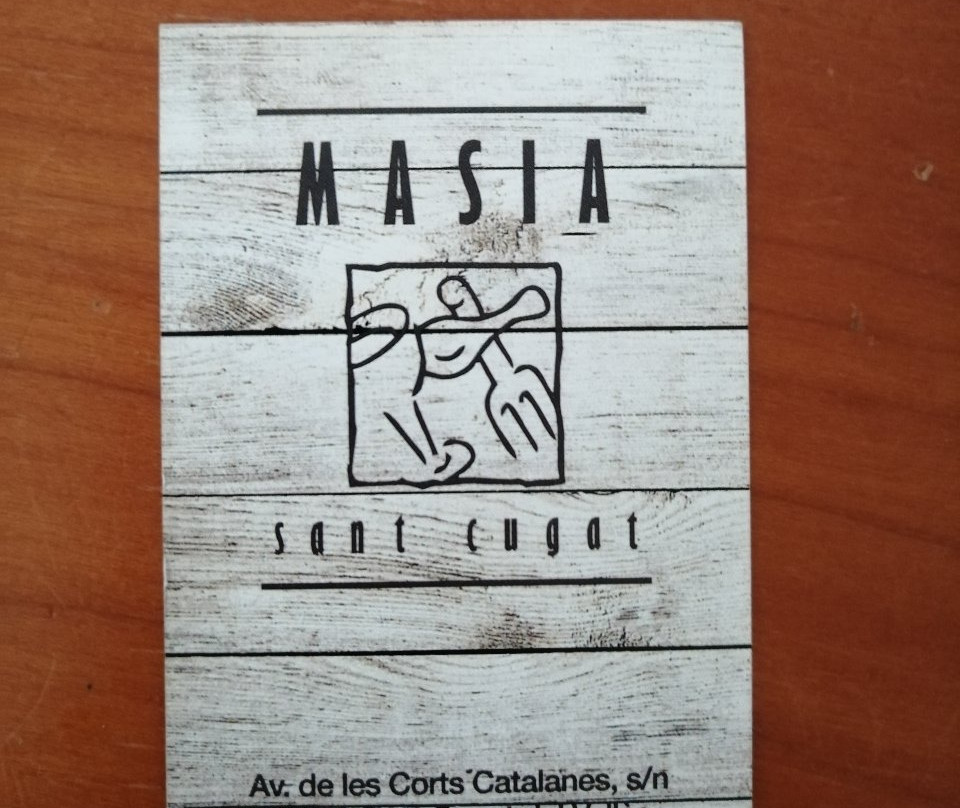 MASIA
sant cugat
Av. de les Corts Catalanes, s/n